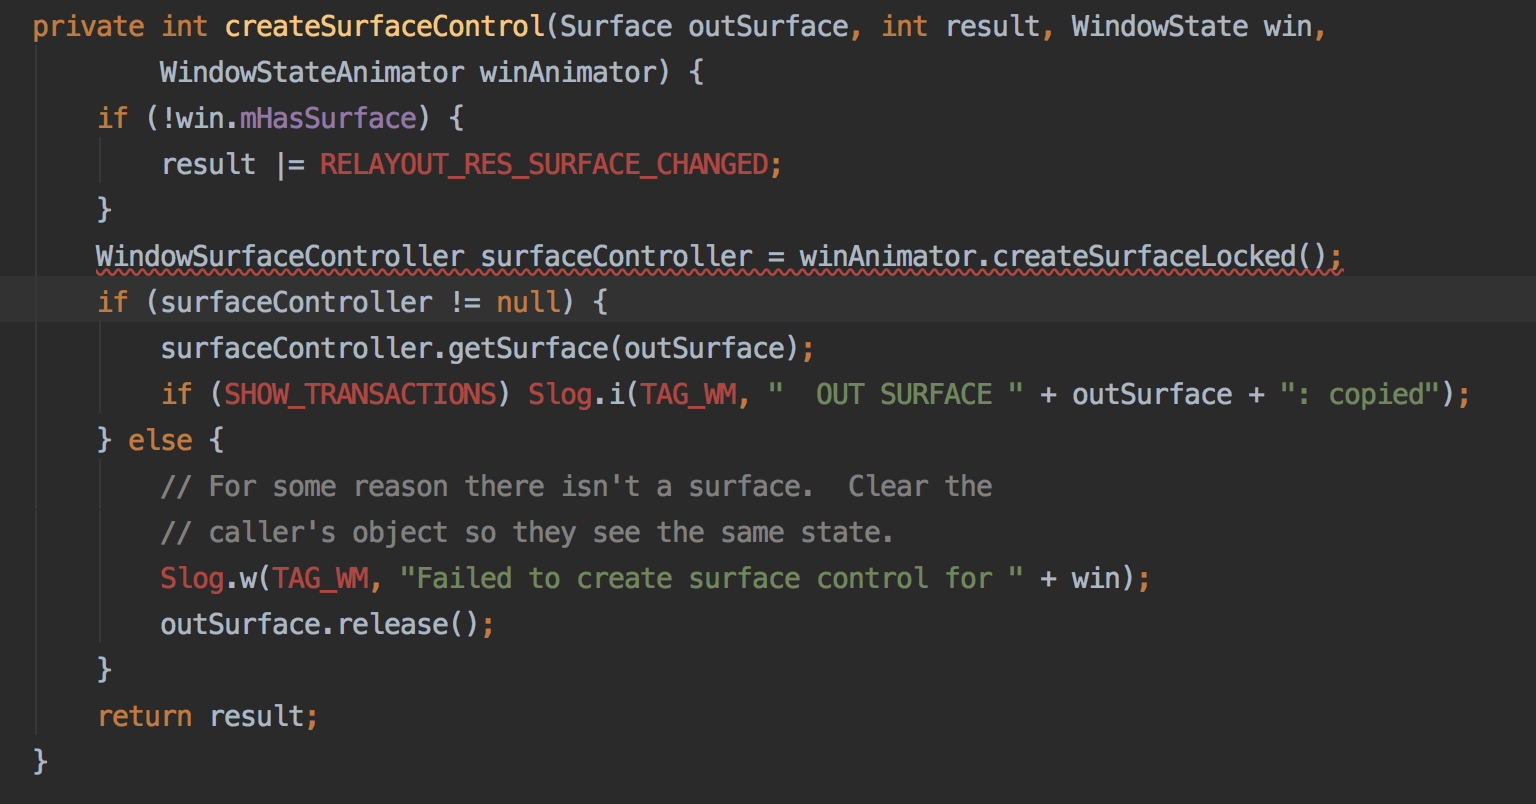 private int createSurfaceControl(Surface outSurface, int result, WindowState win,
        WindowStateAnimator winAnimator) {
    if (!win.mHasSurface) {
        result |= RELAYOUT_RES_SURFACE_CHANGED;
    }
    WindowSurfaceController surfaceController = winAnimator.createSurfaceLocked();
    if (surfaceController != null) {
        surfaceController.getSurface(outSurface);
        if (SHOW_TRANSACTIONS) Slog.i(TAG_WM, "  OUT SURFACE " + outSurface + ": copied");
    } else {
        // For some reason there isn't a surface.  Clear the
        // caller's object so they see the same state.
        Slog.w(TAG_WM, "Failed to create surface control for " + win);
        outSurface.release();
    }
    return result;
}